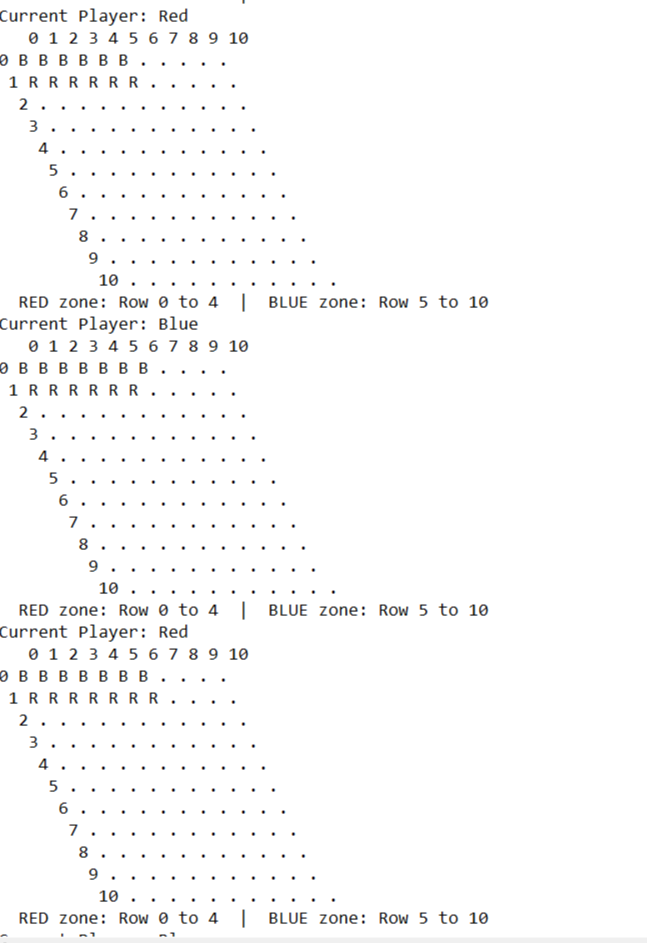 Current Player: Red
0 1 2 3 4 5 6 7 8 9 10
0 B B B B B B . . . . .
1 R R R R R R . . . . .
2 . . . . . . . . . . .
3 . . . . . . . . . . .
4 . . . . . . . . . . .
5 . . . . . . . . . . .
6 . . . . . . . . . . .
7 . . . . . . . . . . .
8 . . . . . . . . . . .
9 . . . . . . . . . . .
10 . . . . . . . . . . .
RED zone: Row 0 to 4 | BLUE zone: Row 5 to 10
Current Player: Blue
0 1 2 3 4 5 6 7 8 9 10
0 B B B B B B B . . . .
1 R R R R R R . . . . .
2 . . . . . . . . . . .
3 . . . . . . . . . . .
4 . . . . . . . . . . .
5 . . . . . . . . . . .
6 . . . . . . . . . . .
7 . . . . . . . . . . .
8 . . . . . . . . . . .
9 . . . . . . . . . . .
10 . . . . . . . . . . .
RED zone: Row 0 to 4 | BLUE zone: Row 5 to 10
Current Player: Red
0 1 2 3 4 5 6 7 8 9 10
0 B B B B B B B . . . .
1 R R R R R R R . . . .
2 . . . . . . . . . . .
3 . . . . . . . . . . .
4 . . . . . . . . . . .
5 . . . . . . . . . . .
6 . . . . . . . . . . .
7 . . . . . . . . . . .
8 . . . . . . . . . . .
9 . . . . . . . . . . .
10 . . . . . . . . . . .
RED zone: Row 0 to 4 | BLUE zone: Row 5 to 10